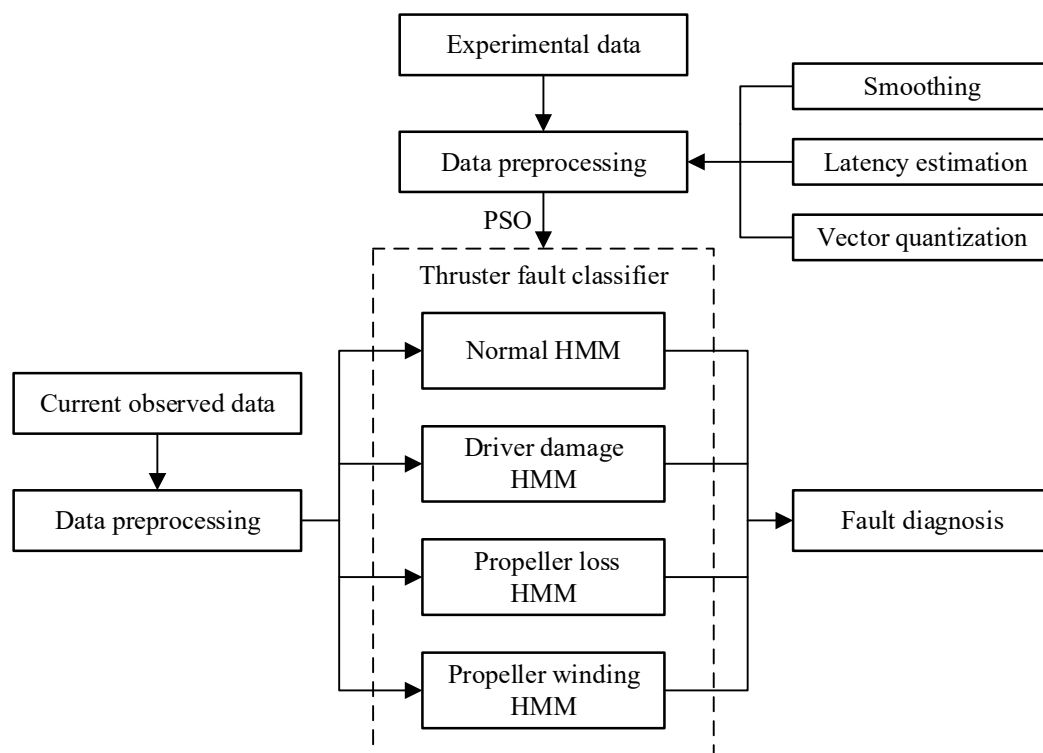 Experimental data
Smoothing
Data preprocessing
Latency estimation
PSO
Vector quantization
Thruster fault classifier
Normal HMM
Current observed data
Driver damage
HMM
Data preprocessing
Fault diagnosis
Propeller loss
HMM
Propeller winding
HMM